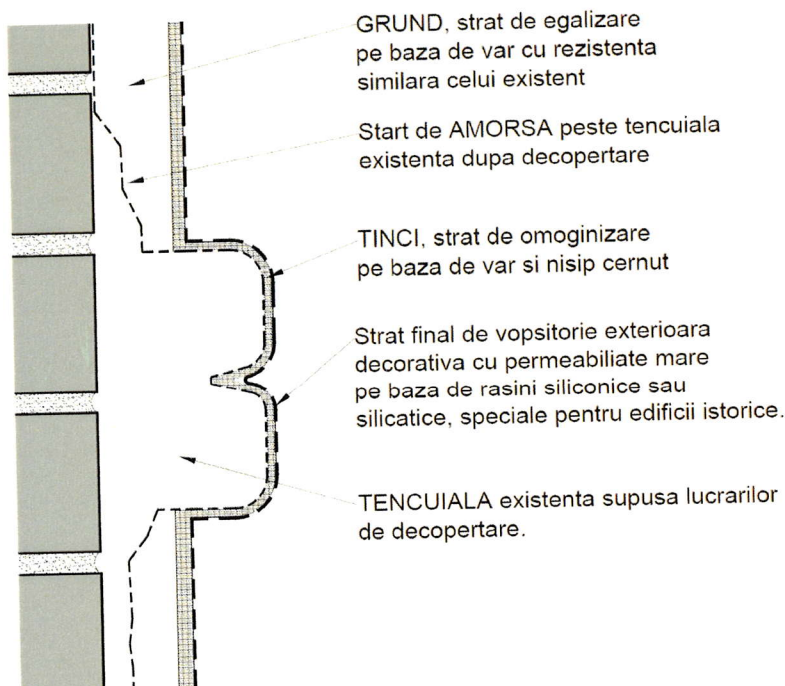 GRUND, strat de egalizare
pe baza de var cu rezistenta
similara celui existent
Start de AMORSA peste tencuiala
existenta dupa decopertare
TINCI, strat de omoginizare
pe baza de var si nisip cernut
Strat final de vopsitorie exterioara
decorativa cu permeabiliate mare
pe baza de rasini siliconice sau
silicatice, speciale pentru edificii istorice.
TENCUIALA existenta supusa lucrarilor
de decopertare.